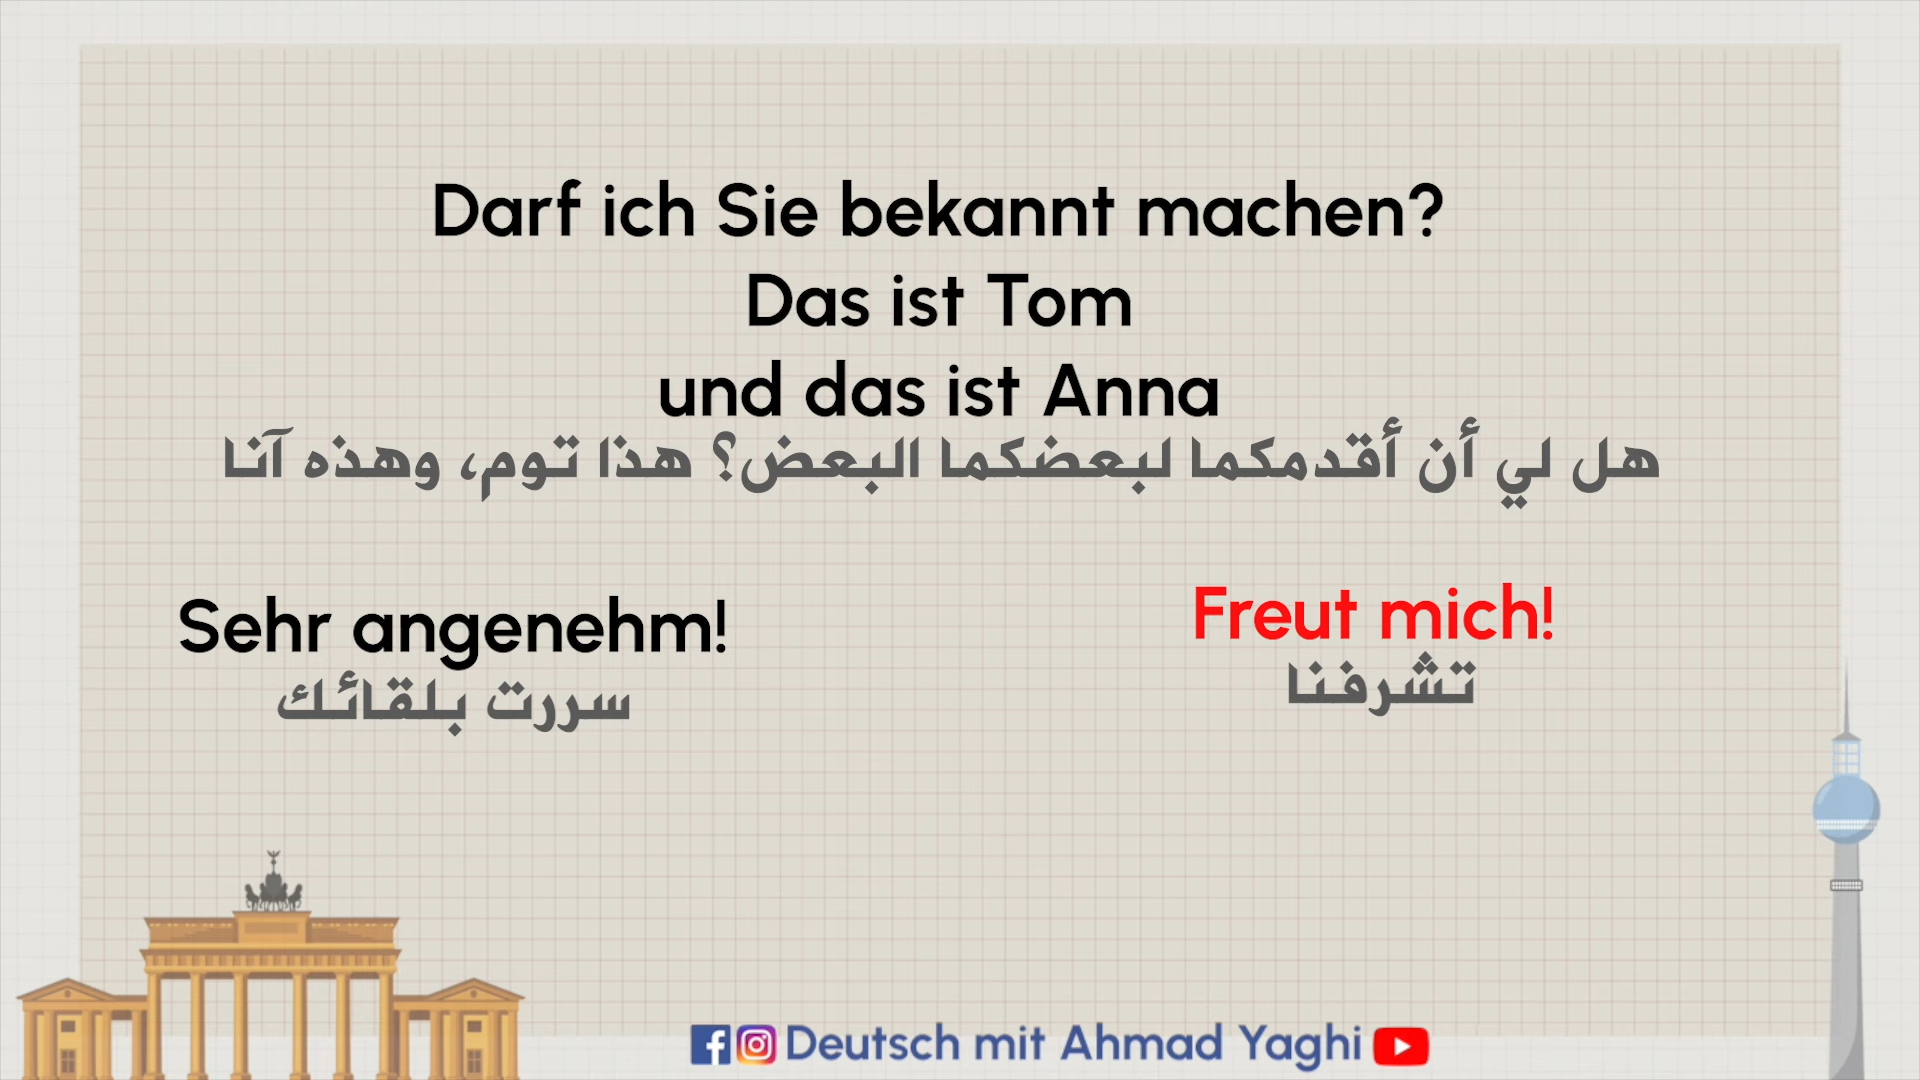 Darf ich Sie bekannt machen?
Das ist Tom
und das ist Anna
هل لي أن أقدمكما لبعضكما البعض؟ هذا توم، وهذه آنا
Sehr angenehm!
سررت بلقائك
Freut mich!
تشرفنا
Deutsch mit Ahmad Yaghi